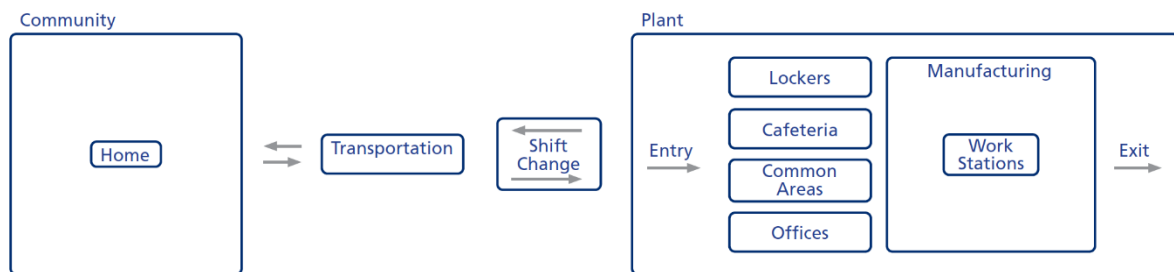 Community
Home
Transportation
Shift
Change
Plant
Entry
Lockers
Cafeteria
Common
Areas
Offices
Manufacturing
Work
Stations
Exit